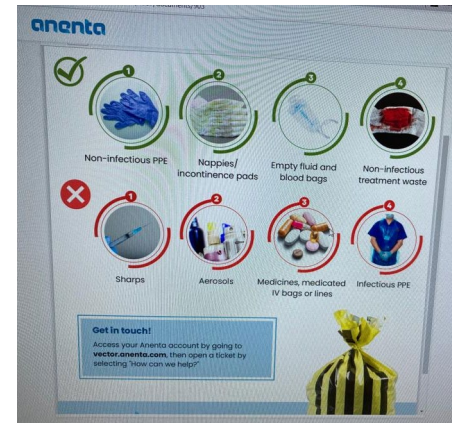 anenta
1
2
3
4
Non-infectious PPE
Nappies/
incontinence pads
Empty fluid and
blood bags
Non-infectious
treatment waste
1
2
3
4
Sharps
Aerosols
Medicines, medicated
IV bags or lines
Infectious PPE
Get in touch!
Access your Anenta account by going to
vector.anenta.com, then open a ticket by
selecting "How can we help?"